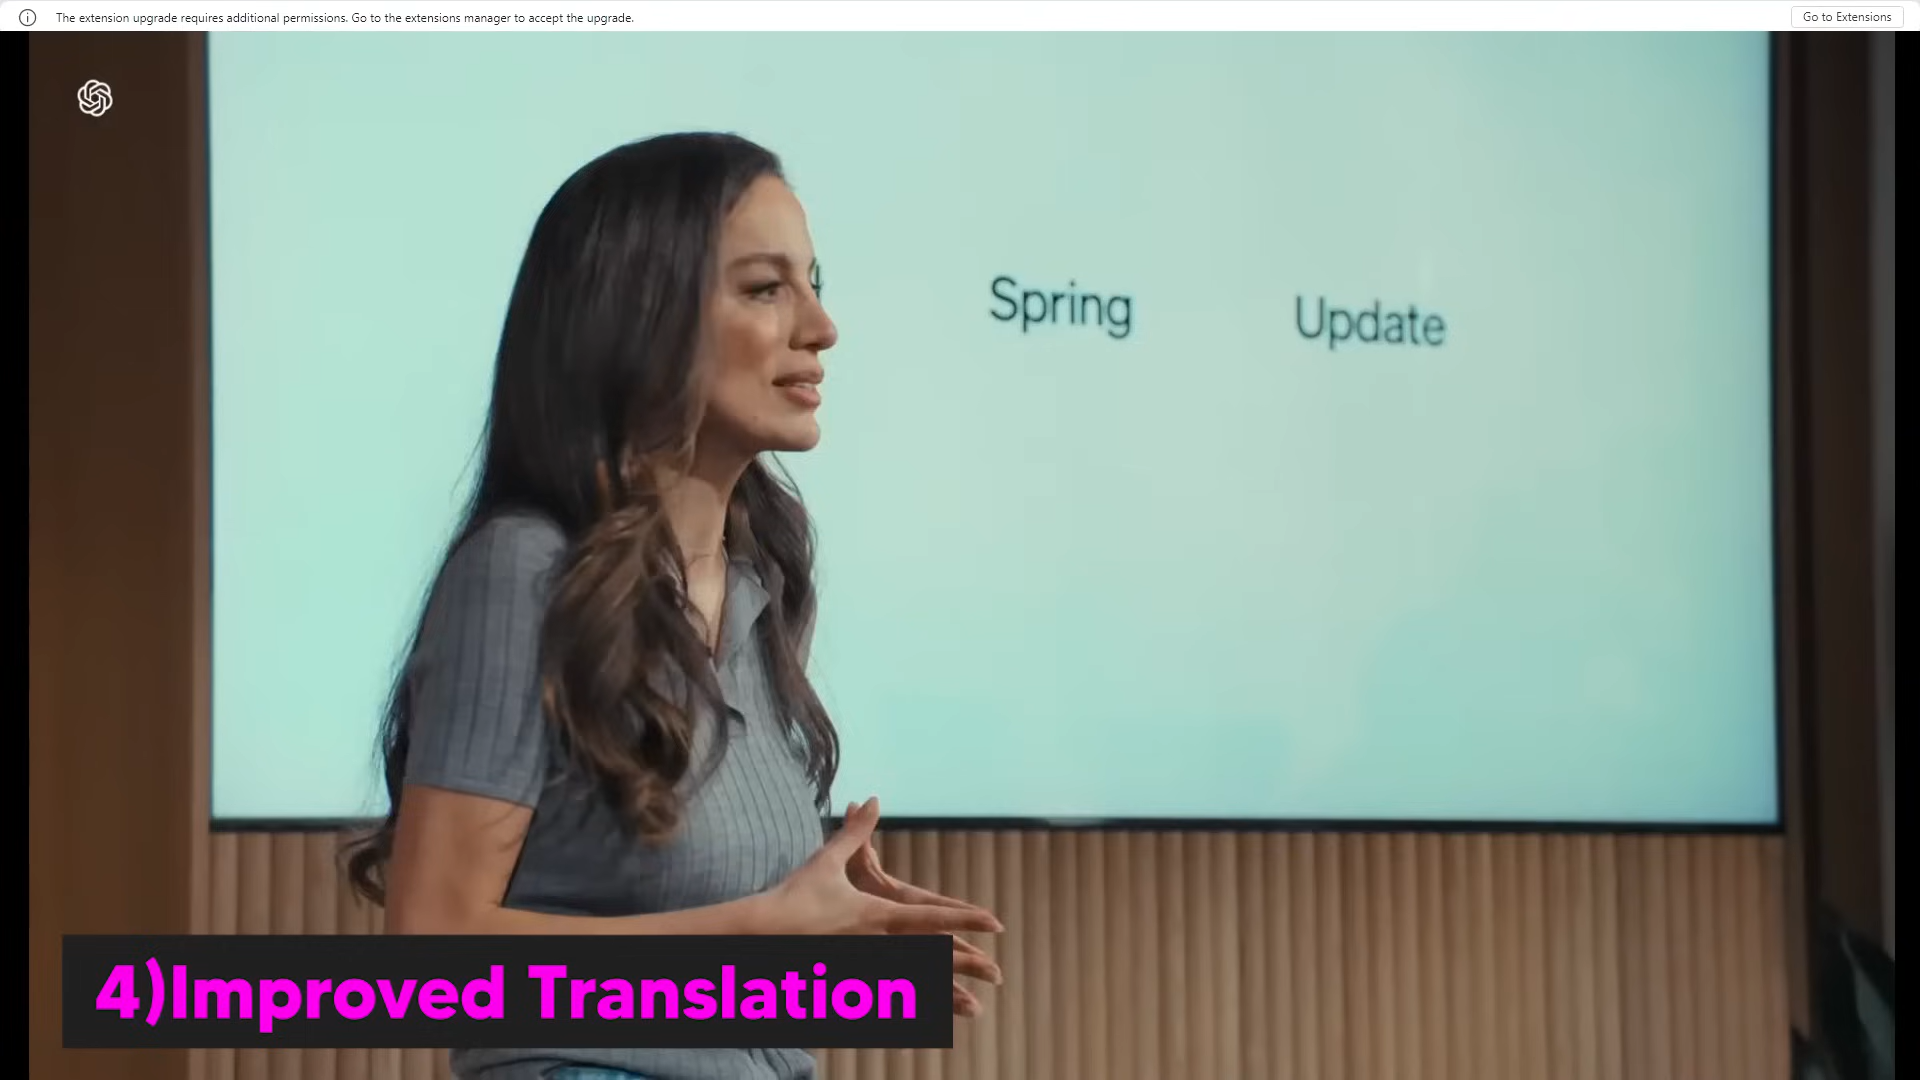 The extension upgrade requires additional permissions. Go to the extensions manager to accept the upgrade.
Go to Extensions
Spring Update
4)Improved Translation